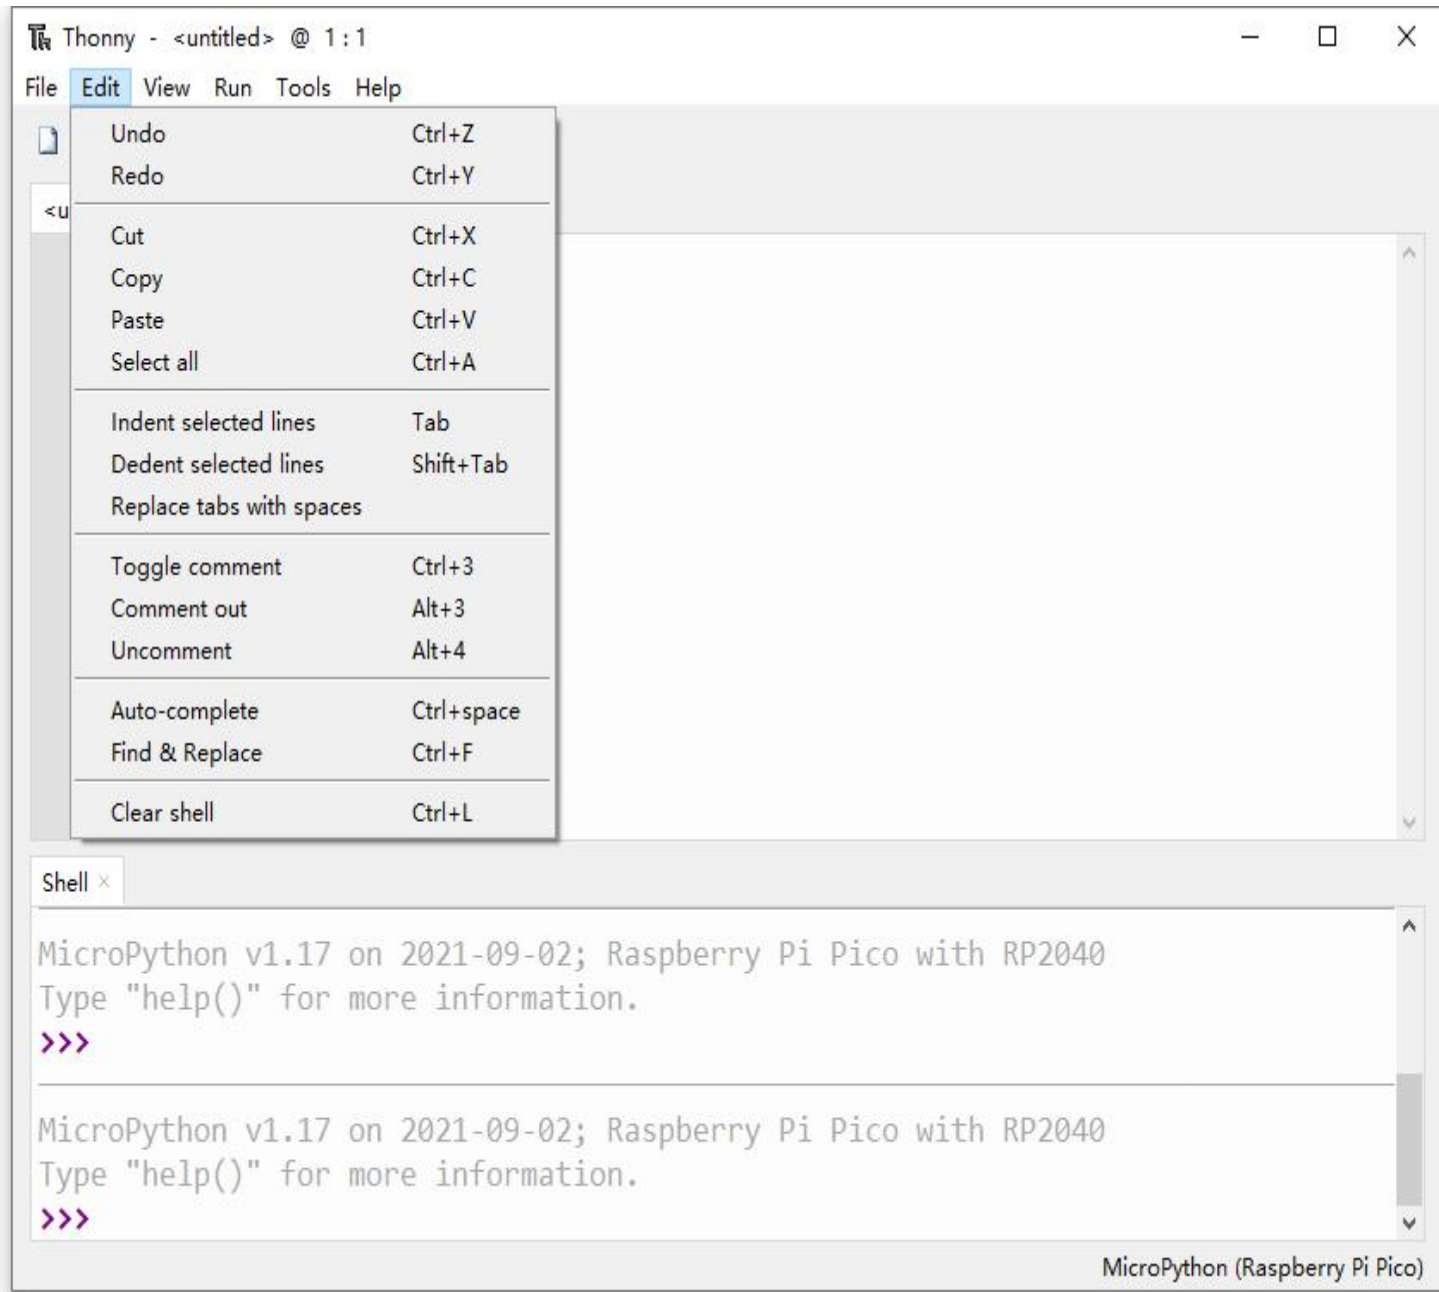 Thonny - <untitled> @ 1 : 1
File Edit View Run Tools Help
Undo Ctrl+Z
Redo Ctrl+Y
<u
Cut Ctrl+X
Copy Ctrl+C
Paste Ctrl+V
Select all Ctrl+A
Indent selected lines Tab
Dedent selected lines Shift+Tab
Replace tabs with spaces
Toggle comment Ctrl+3
Comment out Alt+3
Uncomment Alt+4
Auto-complete Ctrl+space
Find & Replace Ctrl+F
Clear shell Ctrl+L
Shell
MicroPython v1.17 on 2021-09-02; Raspberry Pi Pico with RP2040
Type "help()" for more information.
>>>
MicroPython v1.17 on 2021-09-02; Raspberry Pi Pico with RP2040
Type "help()" for more information.
>>>
MicroPython (Raspberry Pi Pico)